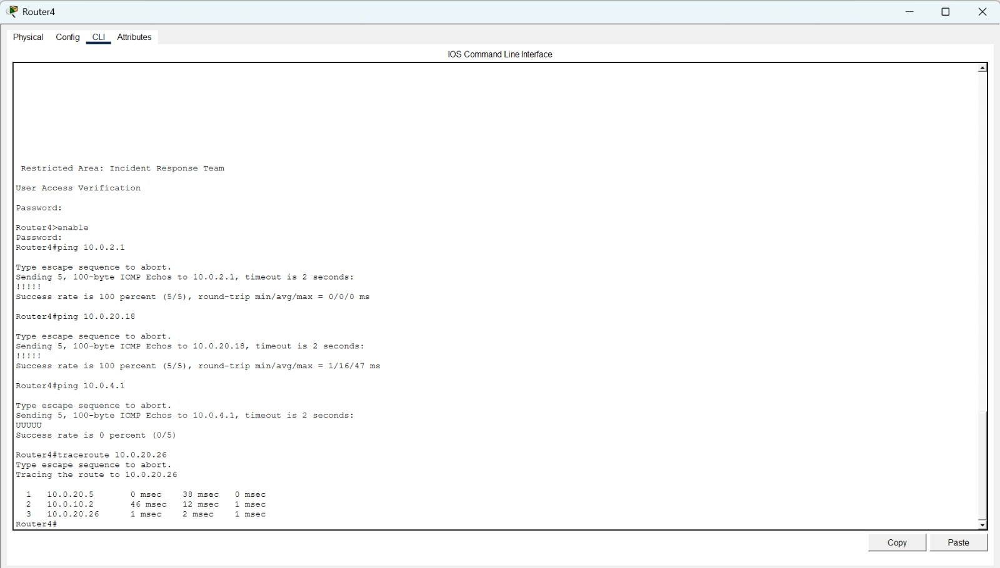 Router4
Physical Config CLI Attributes
IOS Command Line Interface
Restricted Area: Incident Response Team
User Access Verification
Password:
Router4>enable
Password:
Router4#ping 10.0.2.1
Type escape sequence to abort.
Sending 5, 100-byte ICMP Echos to 10.0.2.1, timeout is 2 seconds:
!!!!!
Success rate is 100 percent (5/5), round-trip min/avg/max = 0/0/0 ms
Router4#ping 10.0.20.18
Type escape sequence to abort.
Sending 5, 100-byte ICMP Echos to 10.0.20.18, timeout is 2 seconds:
!!!!!
Success rate is 100 percent (5/5), round-trip min/avg/max = 1/16/47 ms
Router4#ping 10.0.4.1
Type escape sequence to abort.
Sending 5, 100-byte ICMP Echos to 10.0.4.1, timeout is 2 seconds:
UUUUU
Success rate is 0 percent (0/5)
Router4#traceroute 10.0.20.26
Type escape sequence to abort.
Tracing the route to 10.0.20.26
1 10.0.20.5 0 msec 38 msec 0 msec
2 10.0.10.2 46 msec 12 msec 1 msec
3 10.0.20.26 1 msec 2 msec 1 msec
Router4#
Copy Paste